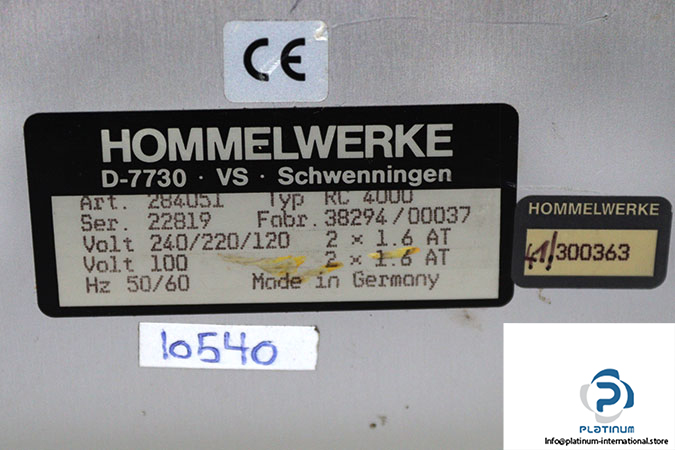 CE
HOMMELWERKE
D-7730 · VS · Schwenningen
Art. 284051 Typ RC 4000
Ser. 22819 Fabr. 38294/00037
Volt 240/220/120 2 × 1.6 AT
Volt 100 2 × 1.6 AT
Hz 50/60 Made in Germany
HOMMELWERKE
41/300363
10540
PLATINUM
Info@platinum-international.store